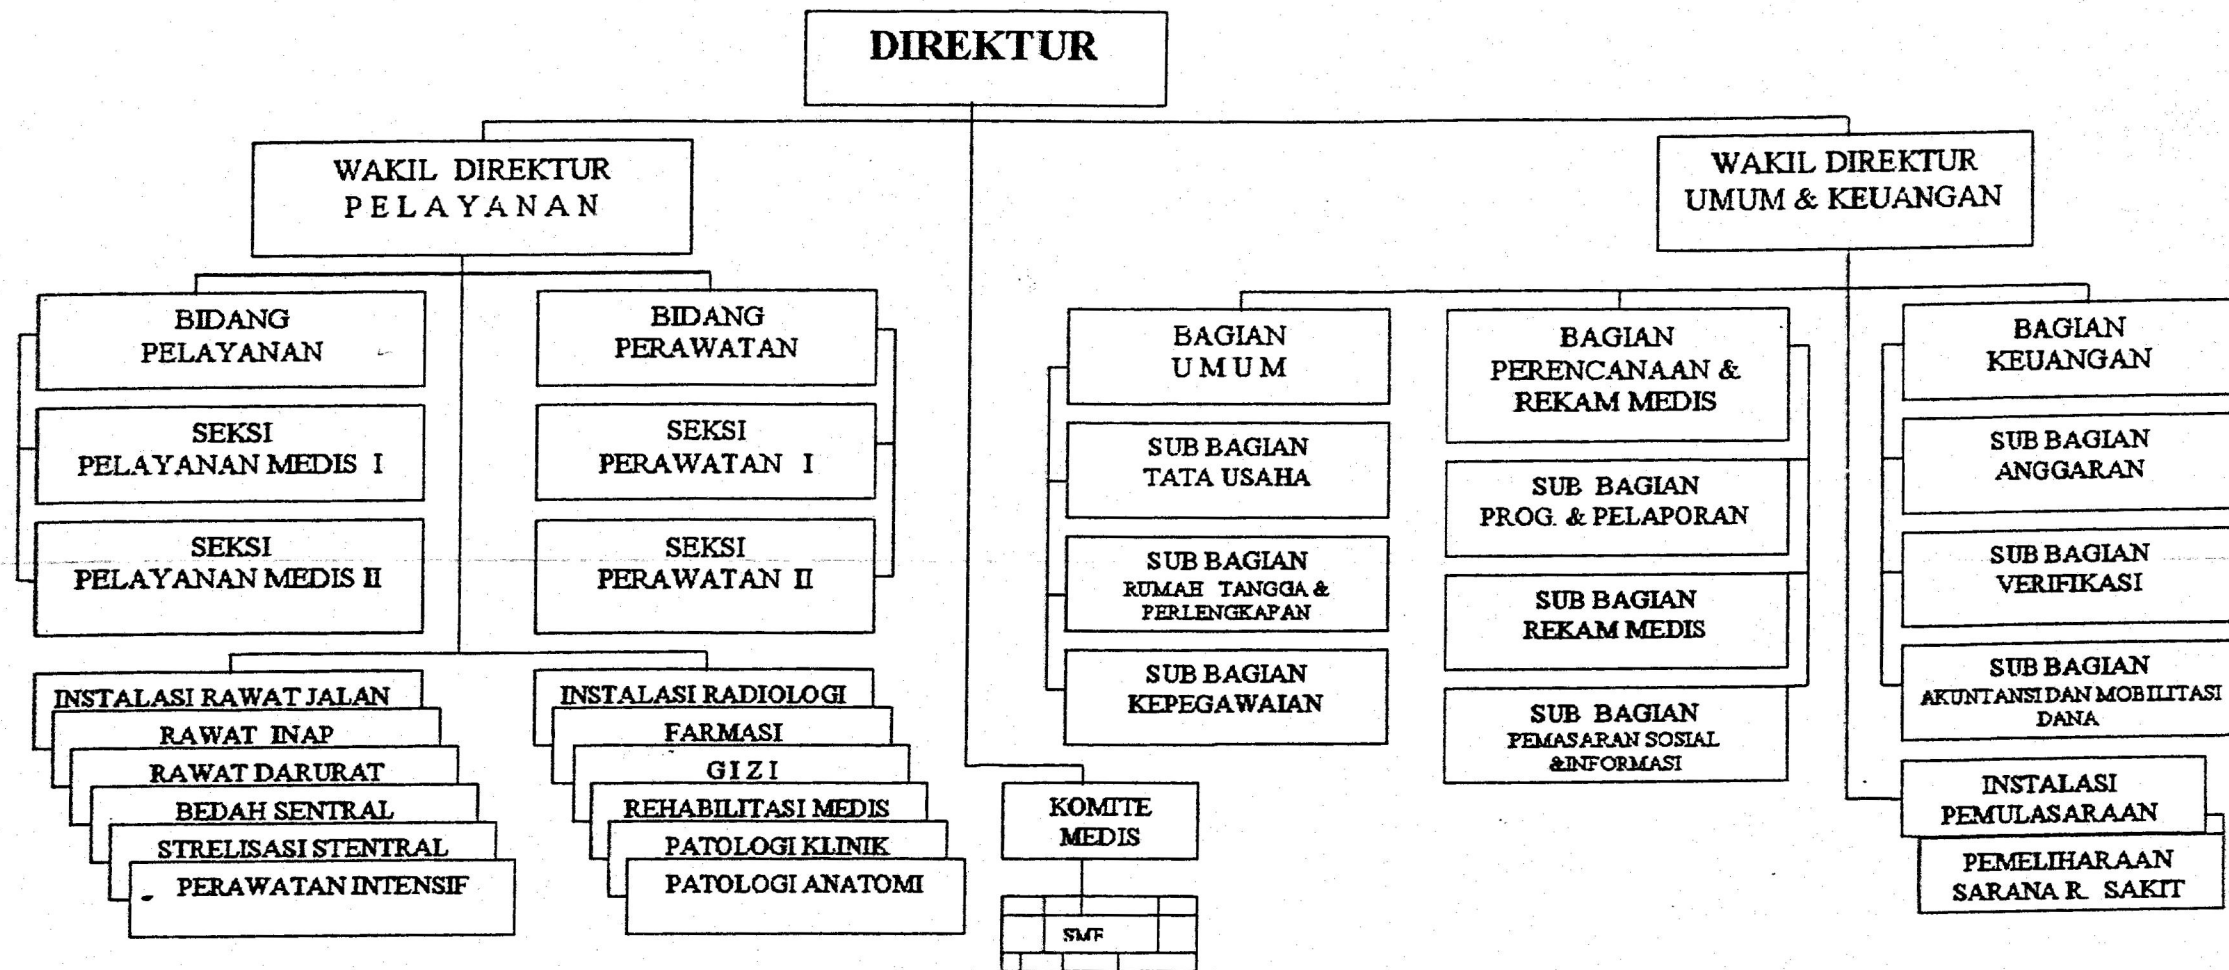 DIREKTUR
WAKIL DIREKTUR
PELAYANAN
WAKIL DIREKTUR
UMUM & KEUANGAN
BIDANG
PELAYANAN
SEKSI
PELAYANAN MEDIS I
SEKSI
PELAYANAN MEDIS II
BIDANG
PERAWATAN
SEKSI
PERAWATAN I
SEKSI
PERAWATAN II
INSTALASI RAWAT JALAN
RAWAT INAP
RAWAT DARURAT
BEDAH SENTRAL
STRELISASI STENTRAL
PERAWATAN INTENSIF
INSTALASI RADIOLOGI
FARMASI
GIZI
REHABILITASI MEDIS
PATOLOGI KLINIK
PATOLOGI ANATOMI
KOMITE
MEDIS
SMF
BAGIAN
UMUM
SUB BAGIAN
TATA USAHA
SUB BAGIAN
RUMAH TANGGA &
PERLENGKAPAN
SUB BAGIAN
KEPEGAWAIAN
BAGIAN
PERENCANAAN &
REKAM MEDIS
SUB BAGIAN
PROG. & PELAPORAN
SUB BAGIAN
REKAM MEDIS
SUB BAGIAN
PEMASARAN SOSIAL
&INFORMASI
BAGIAN
KEUANGAN
SUB BAGIAN
ANGGARAN
SUB BAGIAN
VERIFIKASI
SUB BAGIAN
AKUNTANSI DAN MOBILITASI
DANA
INSTALASI
PEMULASARAAN
PEMELIHARAAN
SARANA R. SAKIT